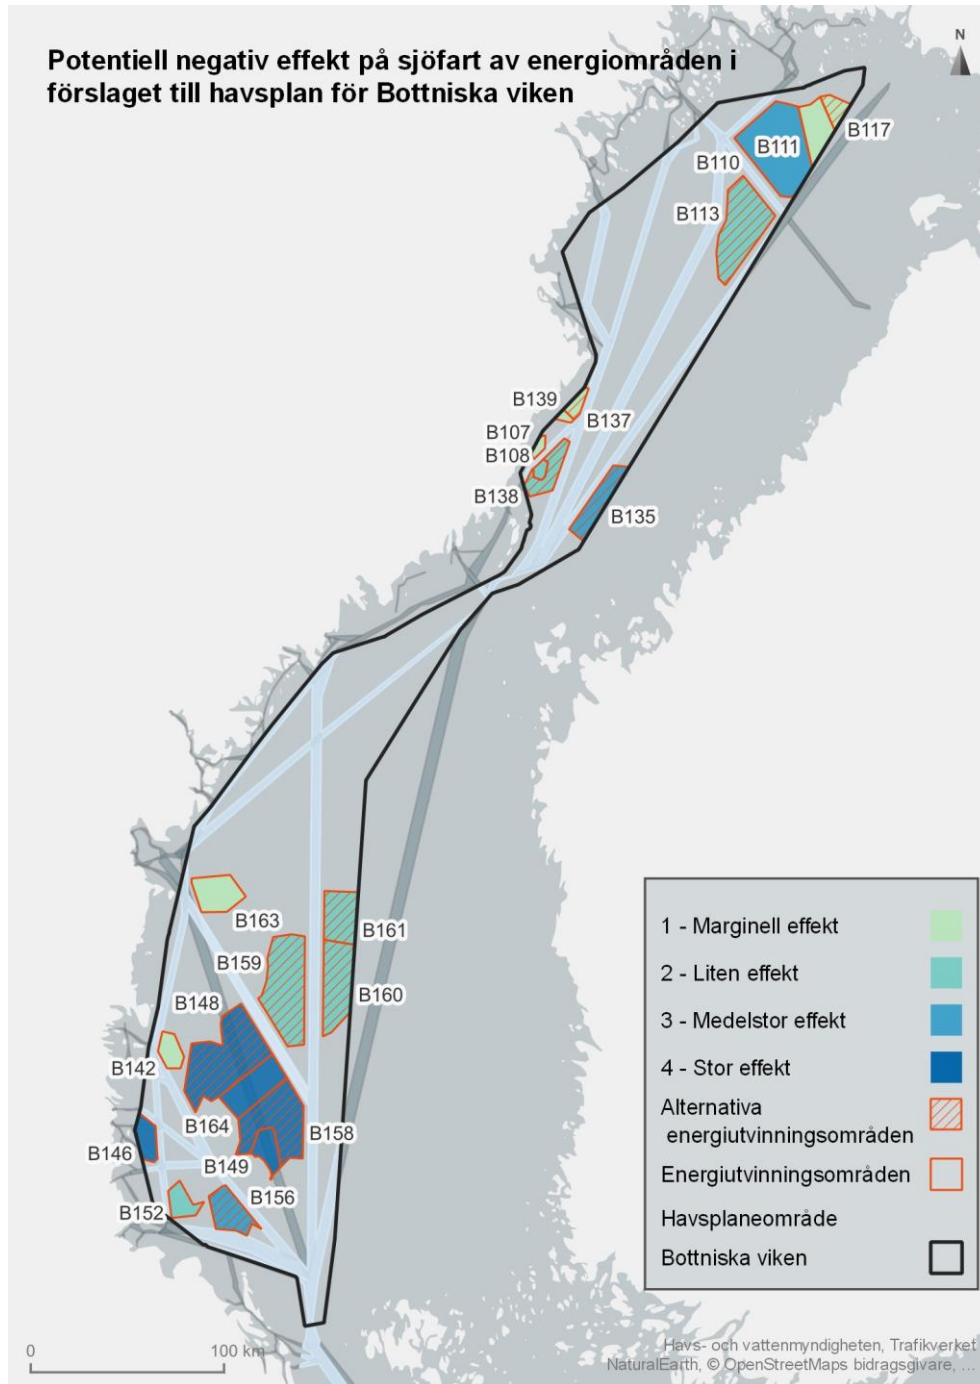 Potentiell negativ effekt på sjöfart av energiområden i
förslaget till havsplan för Bottniska viken
N
B117
B111
B110
B113
B139
B137
B107
B108
B138
B135
B163
B161
B159
B160
B148
B142
B164
B158
B146
B149
B156
B152
1 - Marginell effekt
2 - Liten effekt
3 - Medelstor effekt
4 - Stor effekt
Alternativa
energiutvinningsområden
Energiutvinningsområden
Havsplaneområde
Bottniska viken
0 100 km
Havs- och vattenmyndigheten, Trafikverket
NaturalEarth, © OpenStreetMaps bidragsgivare, ...